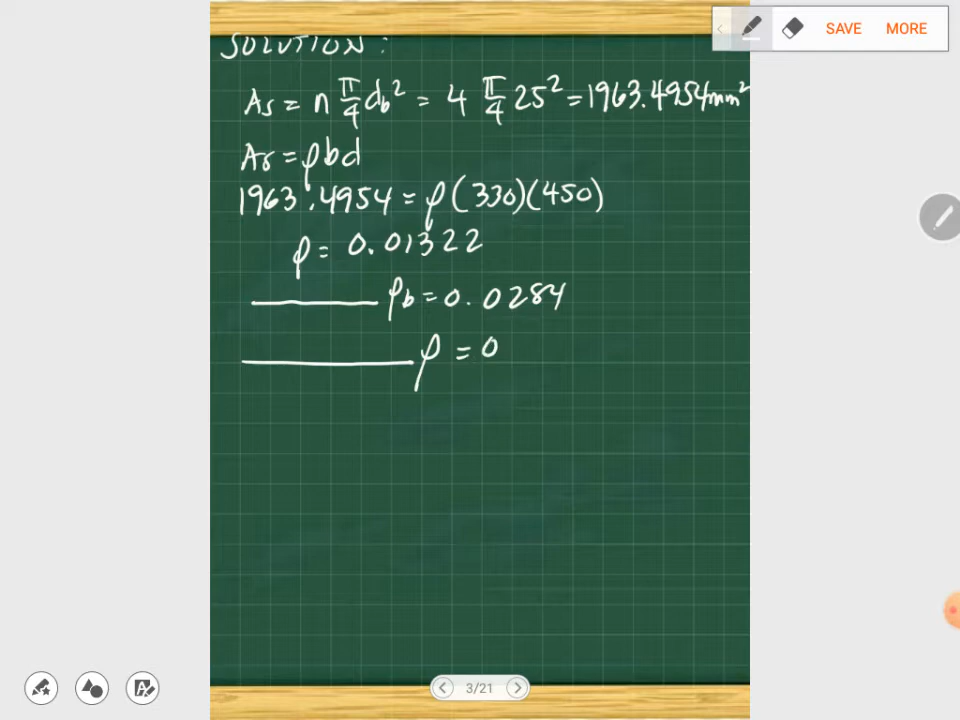 SAVE MORE
SOLUTION:
As = n π/4 db² = 4 π/4 25² = 1963.4954mm²
As = ρbd
1963.4954 = ρ(330)(450)
ρ = 0.01322
ρb = 0.0284
ρ = 0
3/21